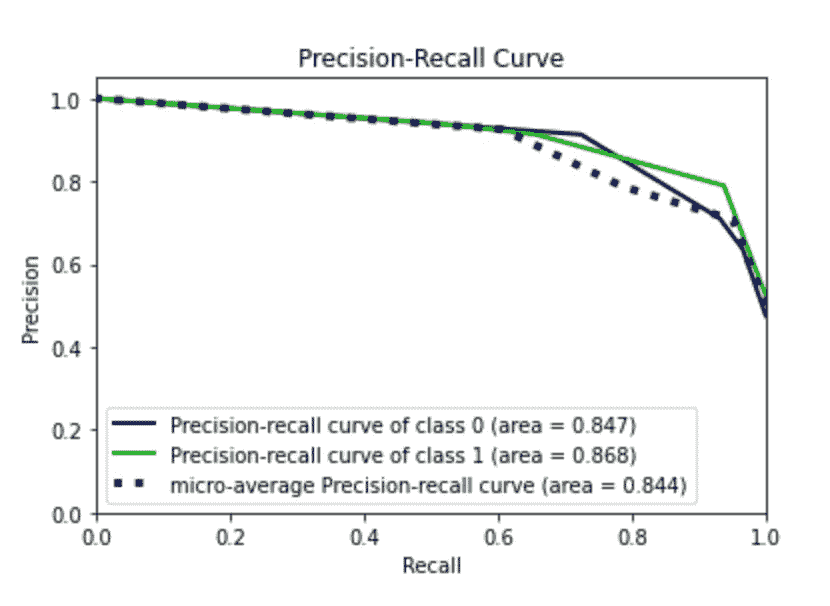 Precision-Recall Curve
1.0
0.8
0.6
0.4
0.2
0.0
Precision
Precision-recall curve of class 0 (area = 0.847)
Precision-recall curve of class 1 (area = 0.868)
micro-average Precision-recall curve (area = 0.844)
0.0 0.2 0.4 0.6 0.8 1.0
Recall